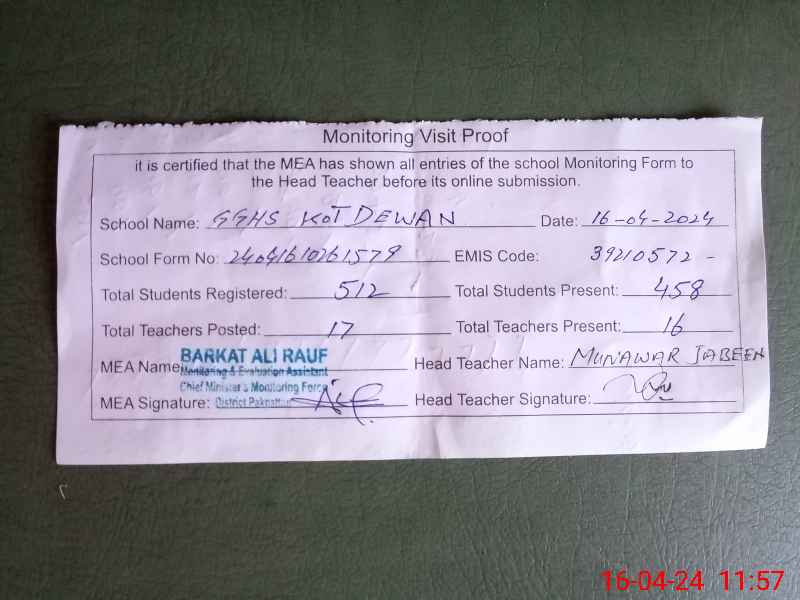 Monitoring Visit Proof
it is certified that the MEA has shown all entries of the school Monitoring Form to
the Head Teacher before its online submission.
School Name: GGHS KOT DEWAN Date: 16-04-2024
School Form No: 24041610261579 EMIS Code: 39210572 -
Total Students Registered: 512 Total Students Present: 458
Total Teachers Posted: 17 Total Teachers Present: 16
MEA Name BARKAT ALI RAUF Head Teacher Name: MUNAWAR JABEEN
Monitoring & Evaluation Assistant
Chief Minister's Monitoring Force
MEA Signature: District Pakpattan Head Teacher Signature:
16-04-24 11:57